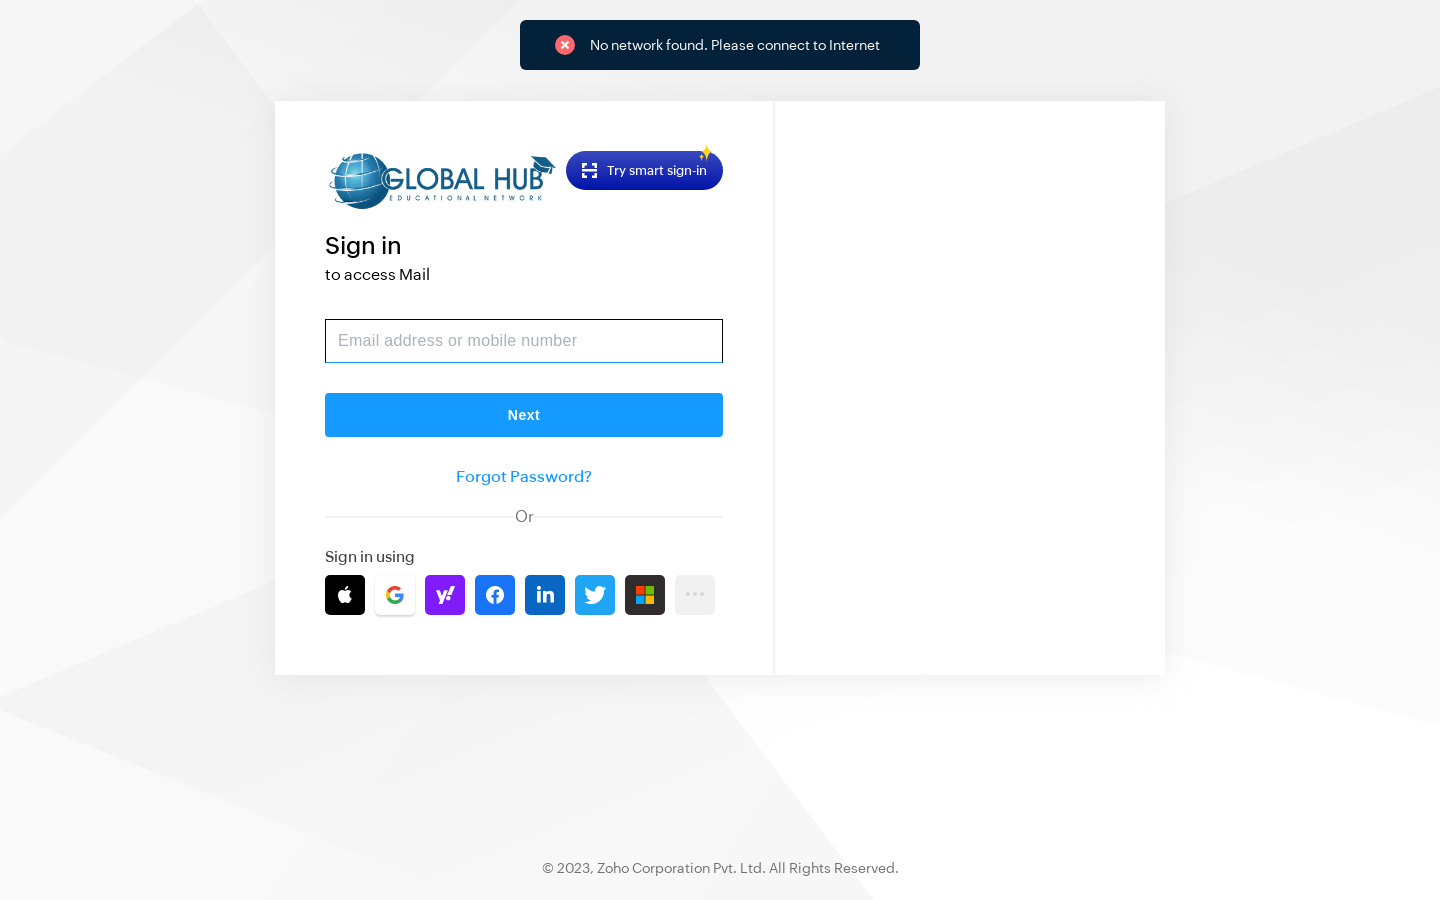 No network found. Please connect to Internet
GLOBAL HUB
EDUCATIONAL NETWORK
Try smart sign-in
Sign in
to access Mail
Email address or mobile number
Next
Forgot Password?
Or
Sign in using
© 2023, Zoho Corporation Pvt. Ltd. All Rights Reserved.